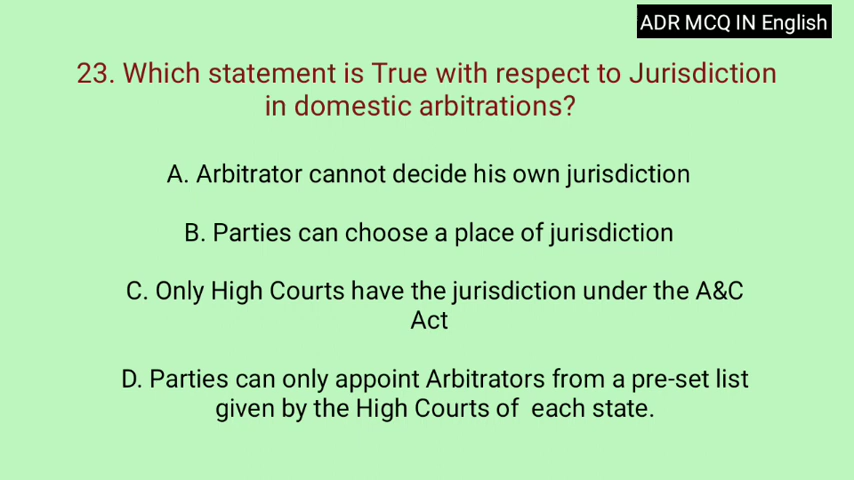 ADR MCQ IN English
23. Which statement is True with respect to Jurisdiction
in domestic arbitrations?
A. Arbitrator cannot decide his own jurisdiction
B. Parties can choose a place of jurisdiction
C. Only High Courts have the jurisdiction under the A&C
Act
D. Parties can only appoint Arbitrators from a pre-set list
given by the High Courts of each state.